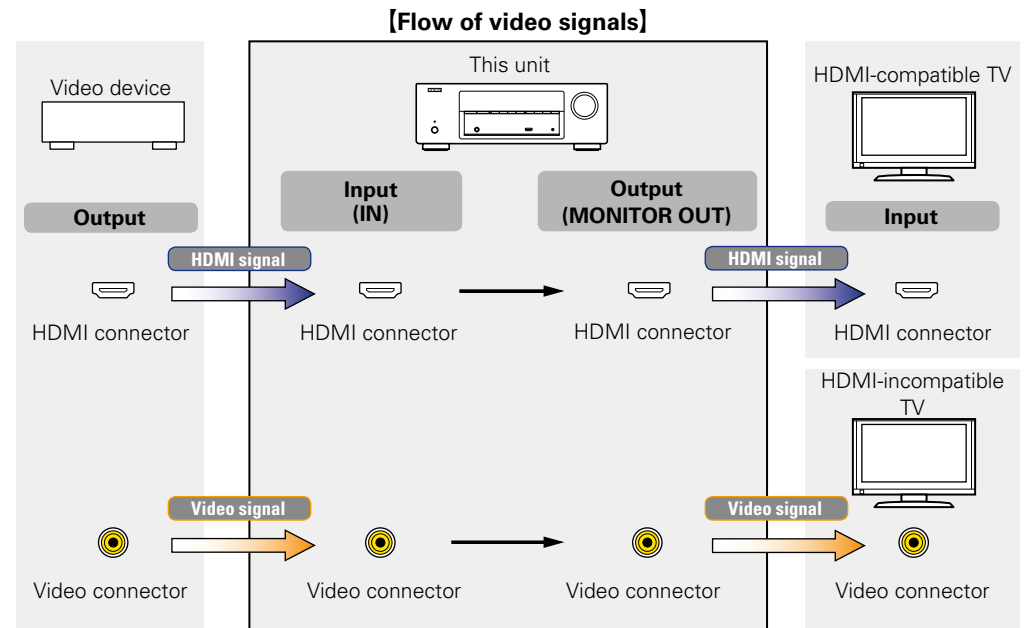 【Flow of video signals】
Video device
This unit
HDMI-compatible TV
Output
Input
(IN)
Output
(MONITOR OUT)
Input
HDMI signal
HDMI signal
HDMI connector
HDMI connector
HDMI connector
HDMI connector
HDMI-incompatible
TV
Video signal
Video signal
Video connector
Video connector
Video connector
Video connector